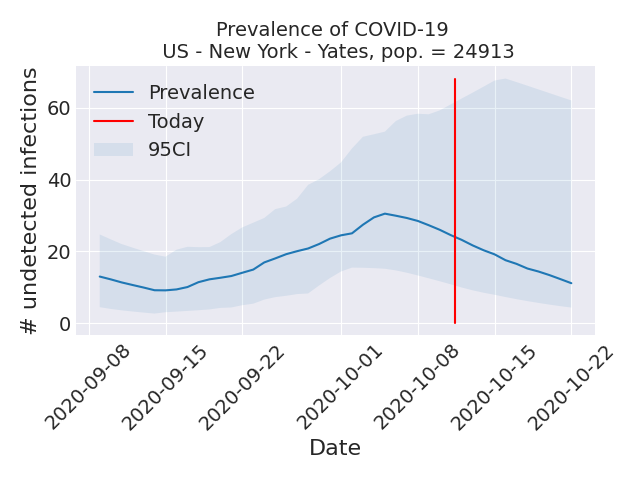 Prevalence of COVID-19
US - New York - Yates, pop. = 24913
# undetected infections
60
40
20
0
Prevalence
Today
95CI
2020-09-08
2020-09-15
2020-09-22
2020-10-01
2020-10-08
2020-10-15
2020-10-22
Date